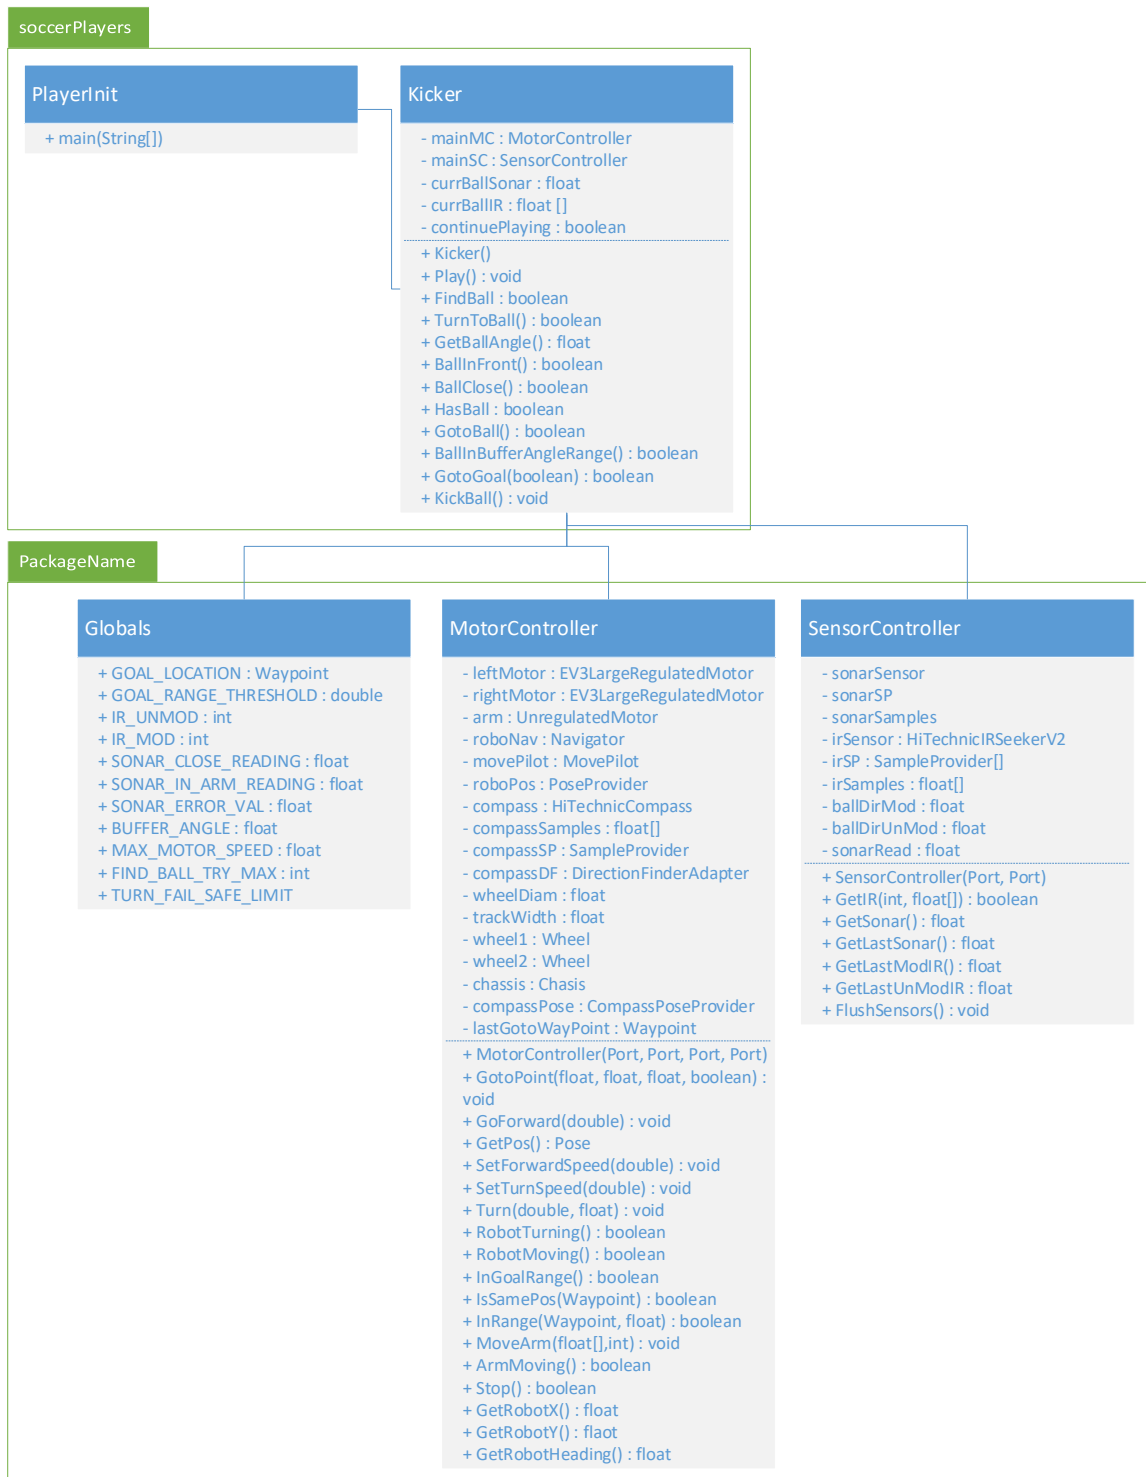 soccerPlayers
PlayerInit
+ main(String[])
Kicker
- mainMC : MotorController
- mainSC : SensorController
- currBallSonar : float
- currBallIR : float []
- continuePlaying : boolean
+ Kicker()
+ Play() : void
+ FindBall : boolean
+ TurnToBall() : boolean
+ GetBallAngle() : float
+ BallInFront() : boolean
+ BallClose() : boolean
+ HasBall : boolean
+ GotoBall() : boolean
+ BallInBufferAngleRange() : boolean
+ GotoGoal(boolean) : boolean
+ KickBall() : void
PackageName
Globals
+ GOAL_LOCATION : Waypoint
+ GOAL_RANGE_THRESHOLD : double
+ IR_UNMOD : int
+ IR_MOD : int
+ SONAR_CLOSE_READING : float
+ SONAR_IN_ARM_READING : float
+ SONAR_ERROR_VAL : float
+ BUFFER_ANGLE : float
+ MAX_MOTOR_SPEED : float
+ FIND_BALL_TRY_MAX : int
+ TURN_FAIL_SAFE_LIMIT
MotorController
- leftMotor : EV3LargeRegulatedMotor
- rightMotor : EV3LargeRegulatedMotor
- arm : UnregulatedMotor
- roboNav : Navigator
- movePilot : MovePilot
- roboPos : PoseProvider
- compass : HiTechnicCompass
- compassSamples : float[]
- compassSP : SampleProvider
- compassDF : DirectionFinderAdapter
- wheelDiam : float
- trackWidth : float
- wheel1 : Wheel
- wheel2 : Wheel
- chassis : Chasis
- compassPose : CompassPoseProvider
- lastGotoWayPoint : Waypoint
+ MotorController(Port, Port, Port, Port)
+ GotoPoint(float, float, float, boolean) :
void
+ GoForward(double) : void
+ GetPos() : Pose
+ SetForwardSpeed(double) : void
+ SetTurnSpeed(double) : void
+ Turn(double, float) : void
+ RobotTurning() : boolean
+ RobotMoving() : boolean
+ InGoalRange() : boolean
+ IsSamePos(Waypoint) : boolean
+ InRange(Waypoint, float) : boolean
+ MoveArm(float[],int) : void
+ ArmMoving() : boolean
+ Stop() : boolean
+ GetRobotX() : float
+ GetRobotY() : flaot
+ GetRobotHeading() : float
SensorController
- sonarSensor
- sonarSP
- sonarSamples
- irSensor : HiTechnicIRSeekerV2
- irSP : SampleProvider[]
- irSamples : float[]
- ballDirMod : float
- ballDirUnMod : float
- sonarRead : float
+ SensorController(Port, Port)
+ GetIR(int, float[]) : boolean
+ GetSonar() : float
+ GetLastSonar() : float
+ GetLastModIR() : float
+ GetLastUnModIR : float
+ FlushSensors() : void